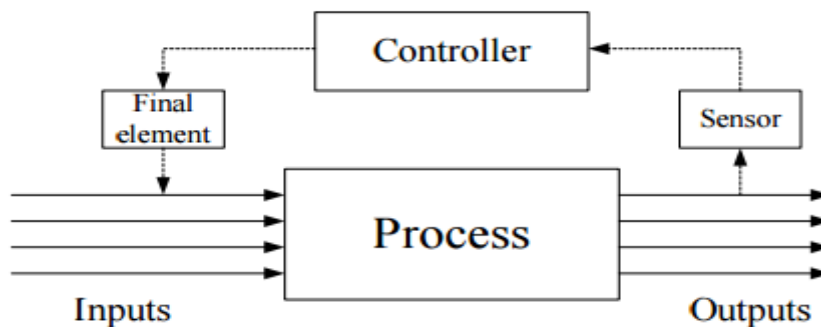 Controller
Final
element
Sensor
Process
Inputs
Outputs